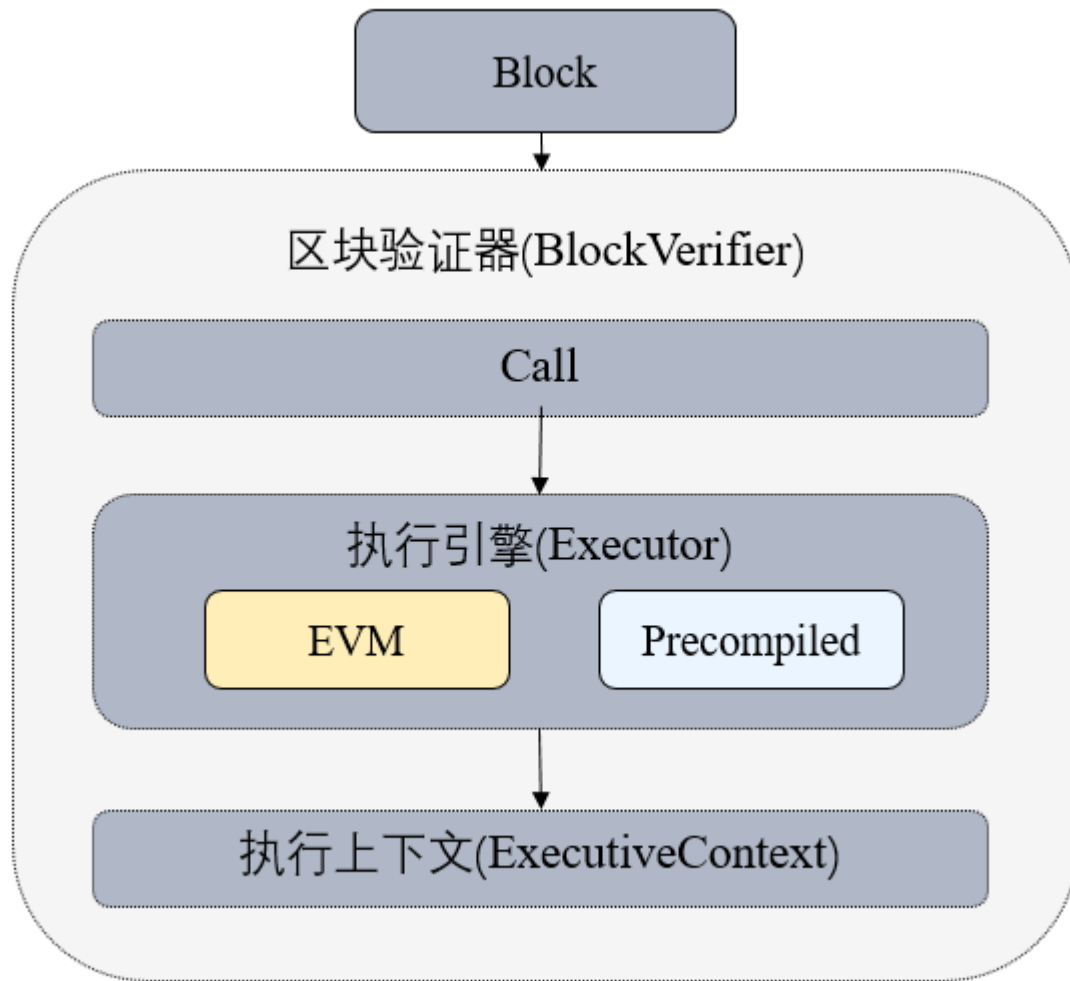 Block
区块验证器(BlockVerifier)
Call
执行引擎(Executor)
EVM
Precompiled
执行上下文(ExecutiveContext)